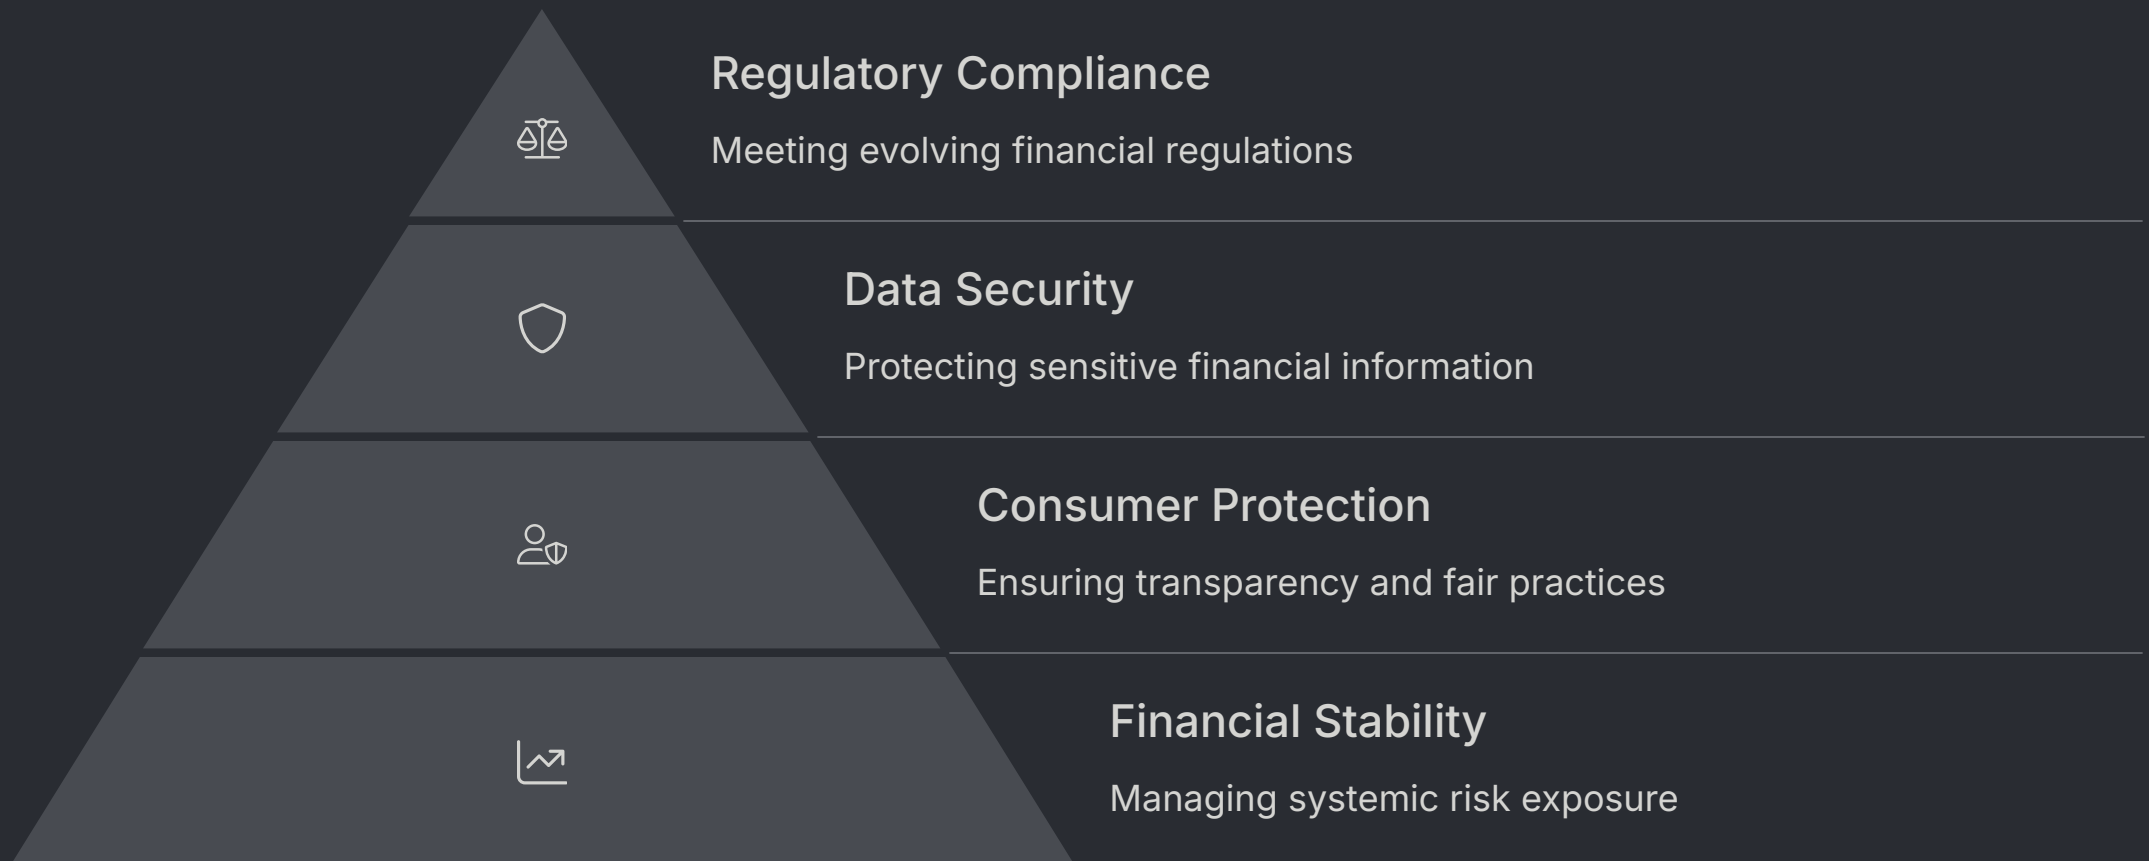 Regulatory Compliance
Meeting evolving financial regulations
Data Security
Protecting sensitive financial information
Consumer Protection
Ensuring transparency and fair practices
Financial Stability
Managing systemic risk exposure